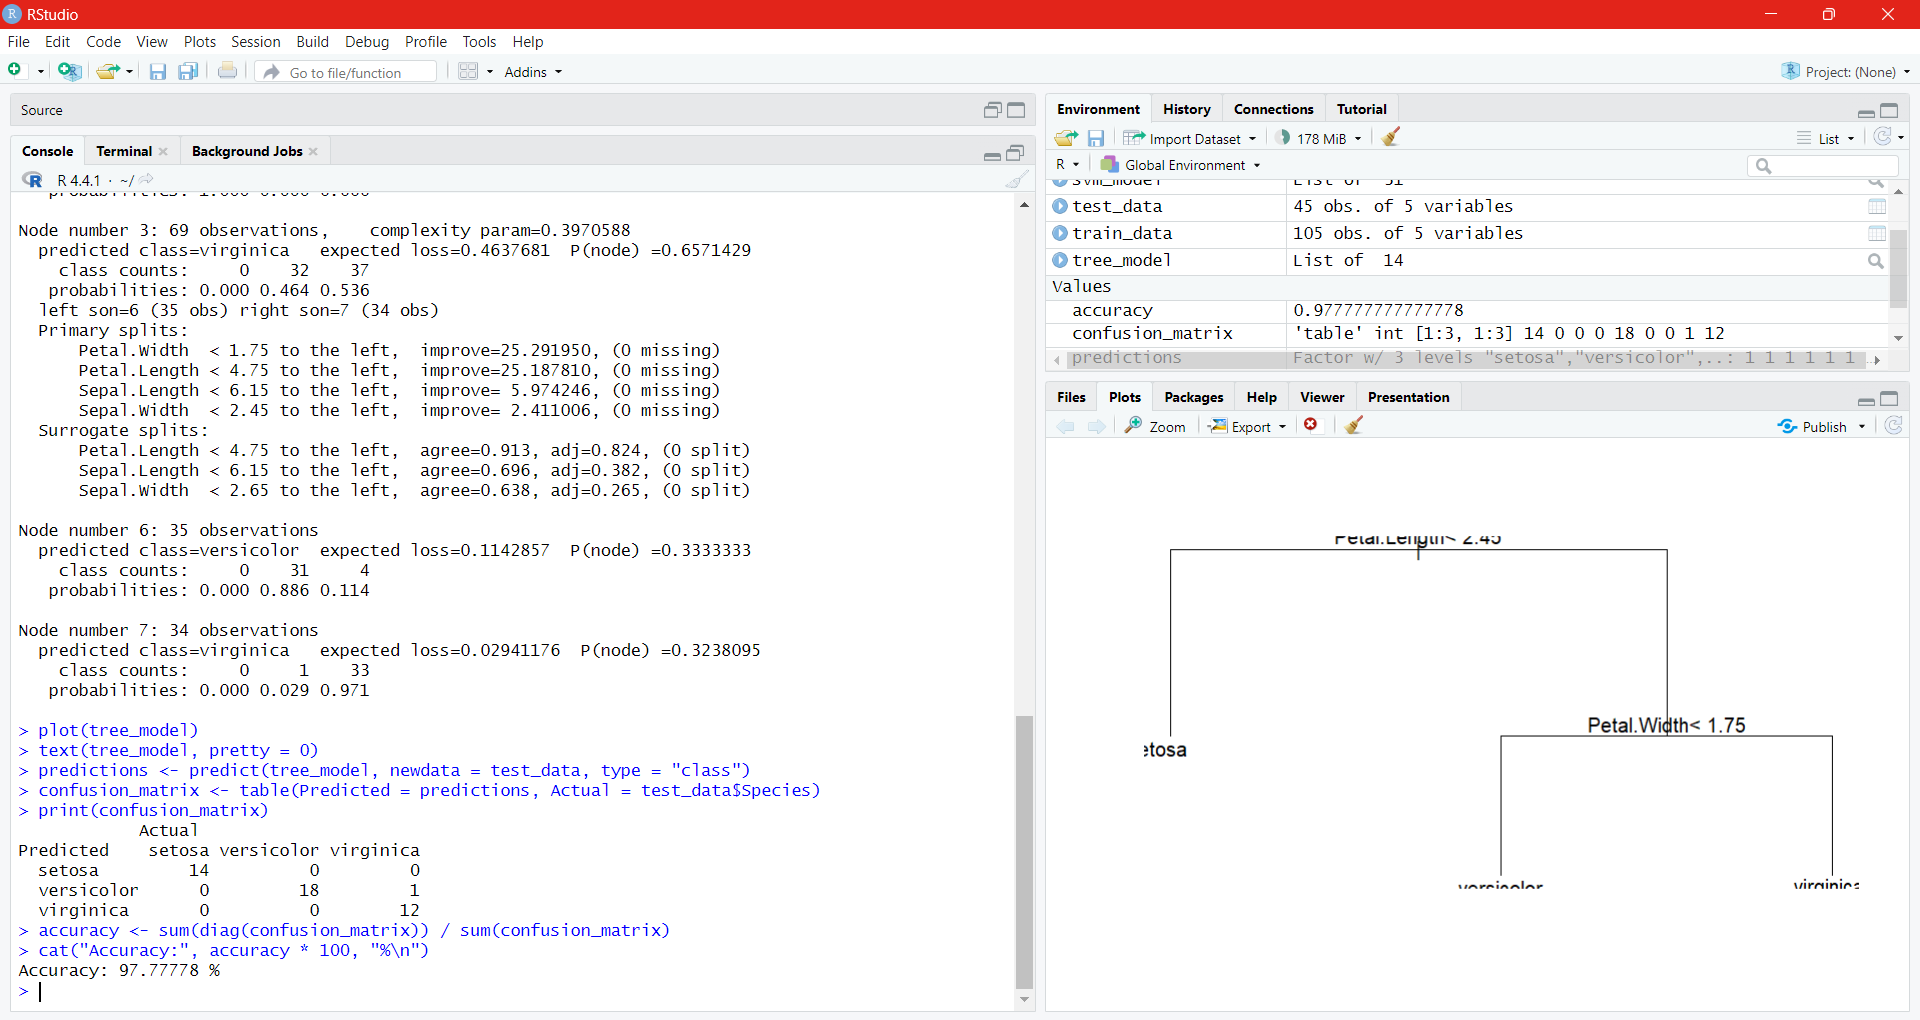 RStudio
File Edit Code View Plots Session Build Debug Profile Tools Help
Go to file/function Addins Project: (None)
Source
Console Terminal Background Jobs
R 4.4.1 · ~/
Node number 3: 69 observations,    complexity param=0.3970588
  predicted class=virginica   expected loss=0.4637681  P(node) =0.6571429
    class counts:     0    32    37
   probabilities: 0.000 0.464 0.536
  left son=6 (35 obs) right son=7 (34 obs)
  Primary splits:
      Petal.Width  < 1.75 to the left,  improve=25.291950, (0 missing)
      Petal.Length < 4.75 to the left,  improve=25.187810, (0 missing)
      Sepal.Length < 6.15 to the left,  improve= 5.974246, (0 missing)
      Sepal.Width  < 2.45 to the left,  improve= 2.411006, (0 missing)
  Surrogate splits:
      Petal.Length < 4.75 to the left,  agree=0.913, adj=0.824, (0 split)
      Sepal.Length < 6.15 to the left,  agree=0.696, adj=0.382, (0 split)
      Sepal.Width  < 2.65 to the left,  agree=0.638, adj=0.265, (0 split)
Node number 6: 35 observations
  predicted class=versicolor  expected loss=0.1142857  P(node) =0.3333333
    class counts:     0    31     4
   probabilities: 0.000 0.886 0.114
Node number 7: 34 observations
  predicted class=virginica   expected loss=0.02941176  P(node) =0.3238095
    class counts:     0     1    33
   probabilities: 0.000 0.029 0.971
> plot(tree_model)
> text(tree_model, pretty = 0)
> predictions <- predict(tree_model, newdata = test_data, type = "class")
> confusion_matrix <- table(Predicted = predictions, Actual = test_data$Species)
> print(confusion_matrix)
            Actual
Predicted    setosa versicolor virginica
  setosa         14          0         0
  versicolor      0         18         1
  virginica       0          0        12
> accuracy <- sum(diag(confusion_matrix)) / sum(confusion_matrix)
> cat("Accuracy:", accuracy * 100, "%\n")
Accuracy: 97.77778 %
>
Environment History Connections Tutorial
Import Dataset 178 MiB List
R Global Environment
svm_model List of 31
test_data 45 obs. of 5 variables
train_data 105 obs. of 5 variables
tree_model List of 14
Values
accuracy 0.977777777777778
confusion_matrix 'table' int [1:3, 1:3] 14 0 0 0 18 0 0 1 12
predictions Factor w/ 3 levels "setosa","versicolor",..: 1 1 1 1 1 1
Files Plots Packages Help Viewer Presentation
Zoom Export Publish
Petal.Length< 2.45
Petal.Width< 1.75
etosa
versicolor virginica